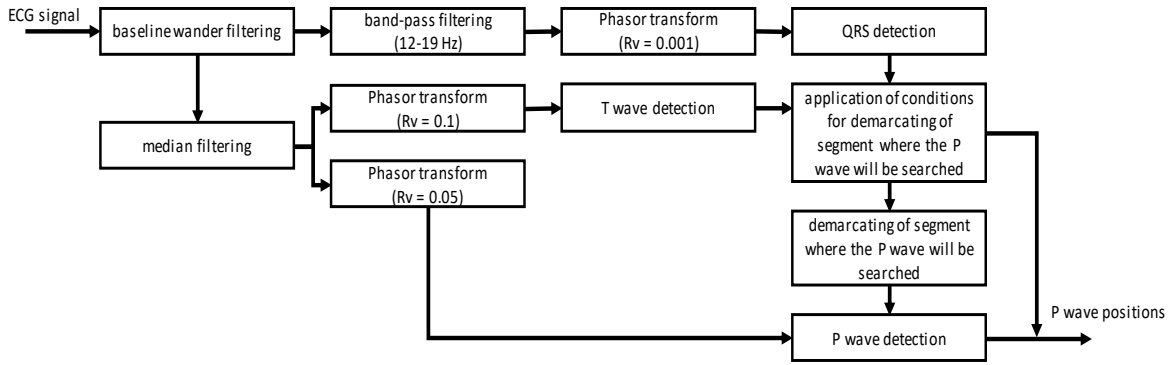 ECG signal
baseline wander filtering
band-pass filtering
(12-19 Hz)
Phasor transform
(Rv = 0.001)
QRS detection
median filtering
Phasor transform
(Rv = 0.1)
T wave detection
application of conditions
for demarcating of
segment where the P
wave will be searched
Phasor transform
(Rv = 0.05)
demarcating of segment
where the P wave will be
searched
P wave detection
P wave positions